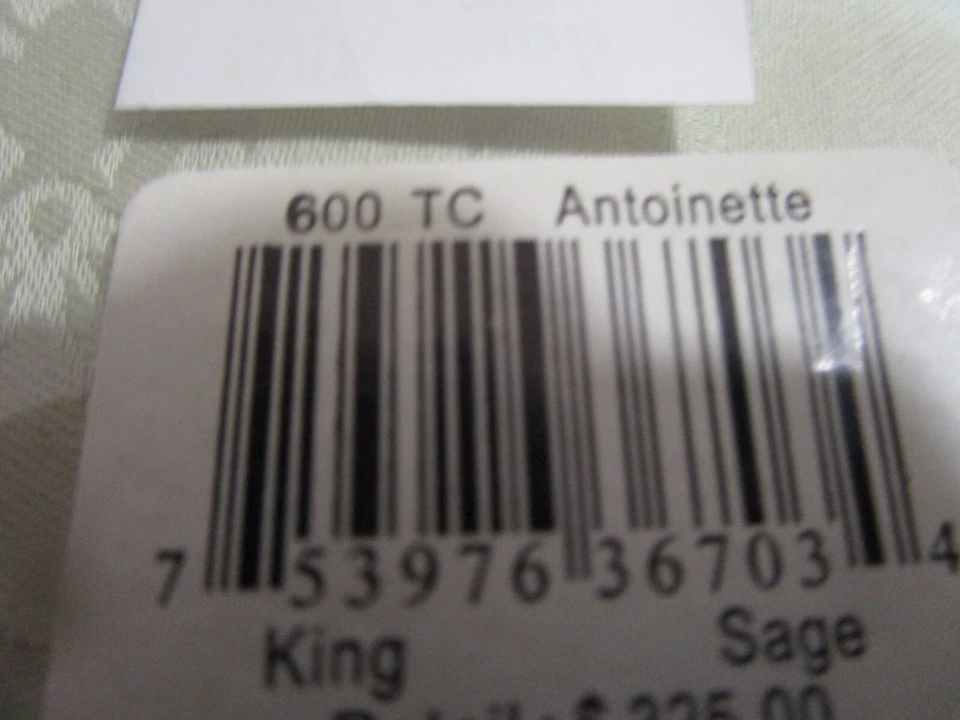 600 TC Antoinette
7 53976 36703 4
King Sage